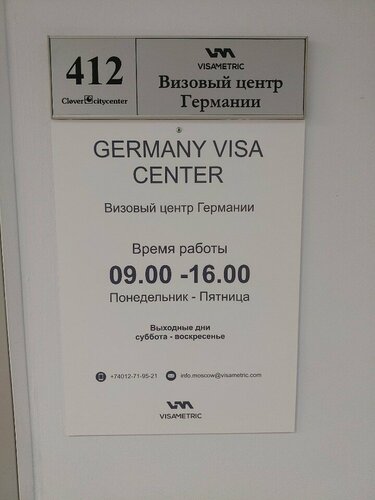 412
Clover citycenter
VISAMETRIC
Визовый центр
Германии
GERMANY VISA
CENTER
Визовый центр Германии
Время работы
09.00 -16.00
Понедельник - Пятница
Выходные дни
суббота - воскресенье
+74012-71-95-21 info.moscow@visametric.com
VISAMETRIC